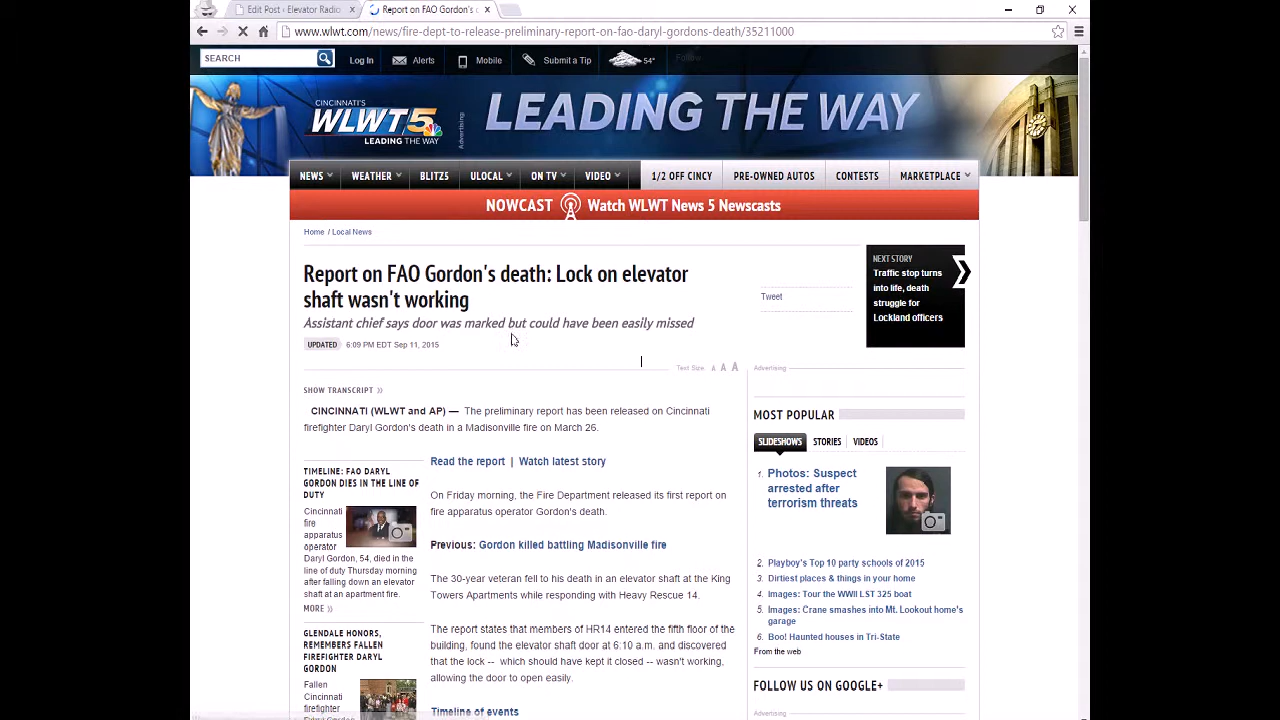 Edit Post ‹ Elevator Radio
Report on FAO Gordon's d
www.wlwt.com/news/fire-dept-to-release-preliminary-report-on-fao-daryl-gordons-death/35211000
SEARCH
Log In
Alerts
Mobile
Submit a Tip
54°
Follow
CINCINNATI'S
WLWT 5
LEADING THE WAY
Advertising:
LEADING THE WAY
NEWS
WEATHER
BLITZ5
ULOCAL
ON TV
VIDEO
1/2 OFF CINCY
PRE-OWNED AUTOS
CONTESTS
MARKETPLACE
NOWCAST Watch WLWT News 5 Newscasts
Home / Local News
Report on FAO Gordon's death: Lock on elevator
shaft wasn't working
Assistant chief says door was marked but could have been easily missed
UPDATED 6:09 PM EDT Sep 11, 2015
Tweet
NEXT STORY
Traffic stop turns
into life, death
struggle for
Lockland officers
Text Size: A A A
SHOW TRANSCRIPT »
CINCINNATI (WLWT and AP) — The preliminary report has been released on Cincinnati
firefighter Daryl Gordon's death in a Madisonville fire on March 26.
TIMELINE: FAO DARYL
GORDON DIES IN THE LINE OF
DUTY
Cincinnati
fire
apparatus
operator
Daryl Gordon, 54, died in the
line of duty Thursday morning
after falling down an elevator
shaft at an apartment fire.
MORE »
GLENDALE HONORS,
REMEMBERS FALLEN
FIREFIGHTER DARYL
GORDON
Fallen
Cincinnati
firefighter
Daryl Gordon
Read the report | Watch latest story
On Friday morning, the Fire Department released its first report on
fire apparatus operator Gordon's death.
Previous: Gordon killed battling Madisonville fire
The 30-year veteran fell to his death in an elevator shaft at the King
Towers Apartments while responding with Heavy Rescue 14.
The report states that members of HR14 entered the fifth floor of the
building, found the elevator shaft door at 6:10 a.m. and discovered
that the lock -- which should have kept it closed -- wasn't working,
allowing the door to open easily.
Timeline of events
Advertising
MOST POPULAR
SLIDESHOWS STORIES VIDEOS
1. Photos: Suspect
arrested after
terrorism threats
2. Playboy's Top 10 party schools of 2015
3. Dirtiest places & things in your home
4. Images: Tour the WWII LST 325 boat
5. Images: Crane smashes into Mt. Lookout home's
garage
6. Boo! Haunted houses in Tri-State
From the web
FOLLOW US ON GOOGLE+
Advertising